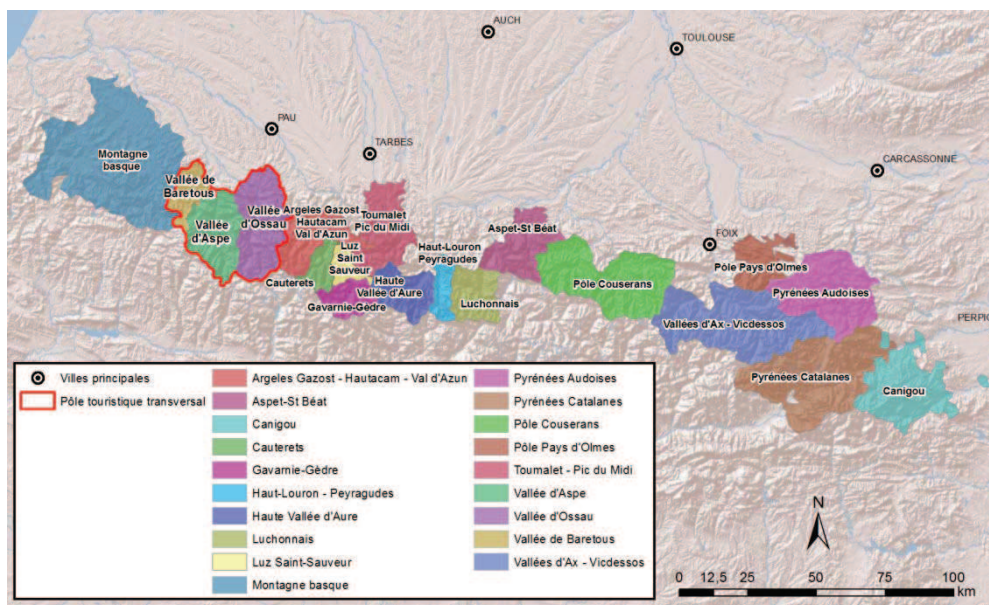 AUCH
TOULOUSE
PAU
TARBES
CARCASSONNE
Montagne
basque
Vallée de
Baretous
Vallée
d'Aspe
Vallée
d'Ossau
Argeles Gazost
Hautacam
Val d'Azun
Toumalet
Pic du Midi
Luz
Saint
Sauveur
Cauterets
Gavarnie-Gèdre
Haute
Vallée d'Aure
Haut-Louron
Peyragudes
Luchonnais
Aspet-St Béat
Pôle Couserans
FOIX
Pôle Pays d'Olmes
Pyrénées Audoises
Vallées d'Ax - Vicdessos
PERPIG
Pyrénées Catalanes
Canigou
Villes principales
Pôle touristique transversal
Argeles Gazost - Hautacam - Val d'Azun
Aspet-St Béat
Canigou
Cauterets
Gavarnie-Gèdre
Haut-Louron - Peyragudes
Haute Vallée d'Aure
Luchonnais
Luz Saint-Sauveur
Montagne basque
Pyrénées Audoises
Pyrénées Catalanes
Pôle Couserans
Pôle Pays d'Olmes
Toumalet - Pic du Midi
Vallée d'Aspe
Vallée d'Ossau
Vallée de Baretous
Vallées d'Ax - Vicdessos
N
0 12,5 25 50 75 100
km